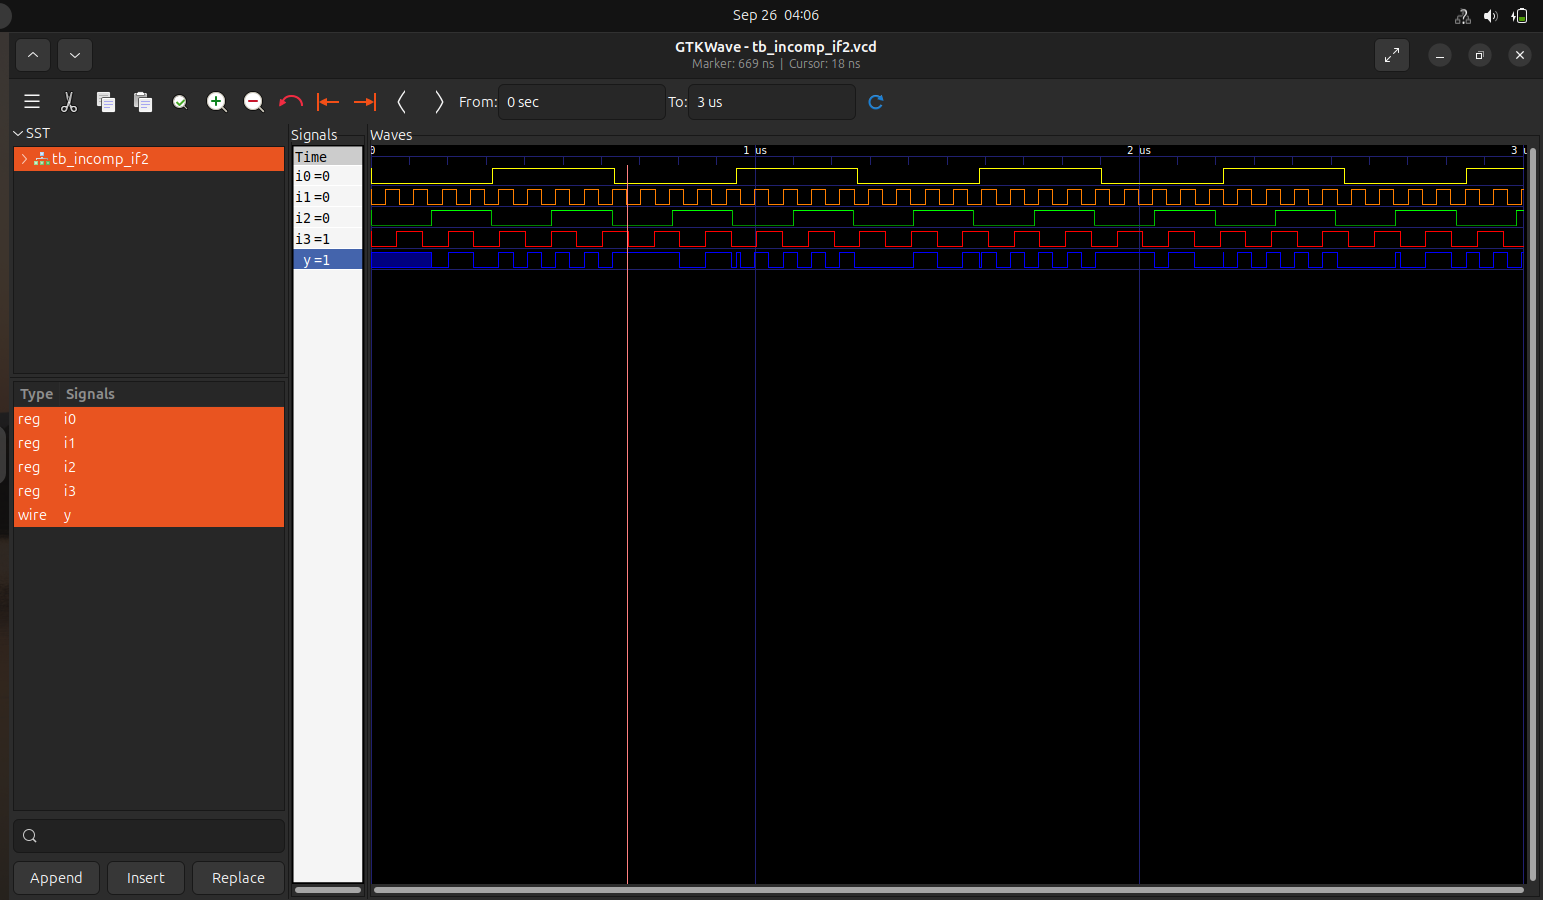 Sep 26 04:06
GTKWave - tb_incomp_if2.vcd
Marker: 669 ns | Cursor: 18 ns
From: 0 sec To: 3 us
SST
tb_incomp_if2
Type Signals
reg i0
reg i1
reg i2
reg i3
wire y
Append Insert Replace
Signals
Time
i0 =0
i1 =0
i2 =0
i3 =1
y =1
Waves
0 1 us 2 us 3 u